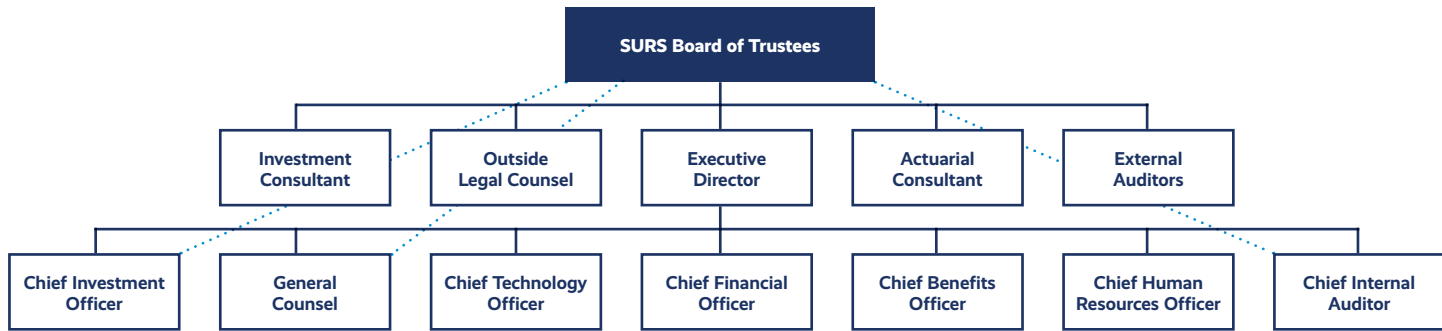 SURS Board of Trustees
Investment
Consultant
Outside
Legal Counsel
Executive
Director
Actuarial
Consultant
External
Auditors
Chief Investment
Officer
General
Counsel
Chief Technology
Officer
Chief Financial
Officer
Chief Benefits
Officer
Chief Human
Resources Officer
Chief Internal
Auditor